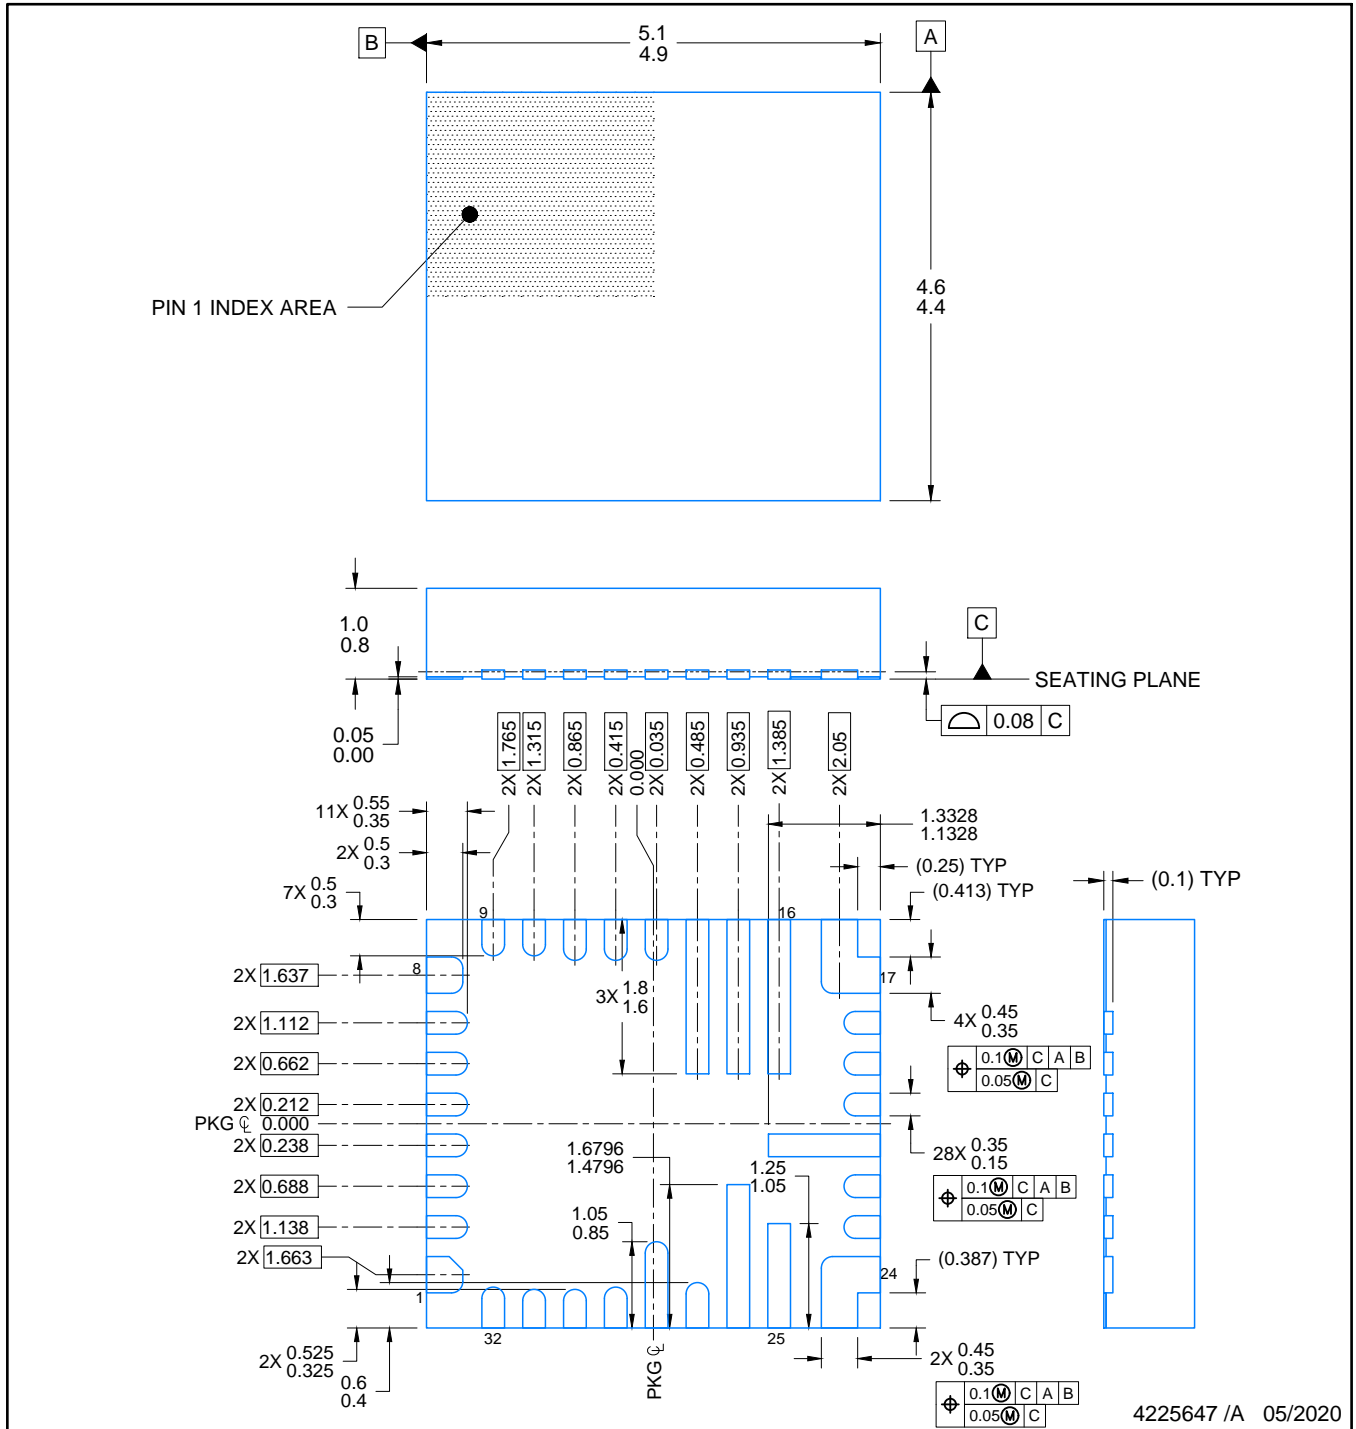 B
5.1
4.9
A
PIN 1 INDEX AREA
4.6
4.4
1.0
0.8
C
SEATING PLANE
0.08 C
0.05
0.00
2X 1.765
2X 1.315
2X 0.865
2X 0.415
0.000
2X 0.035
2X 0.485
2X 0.935
2X 1.385
2X 2.05
11X 0.55
0.35
2X 0.5
0.3
7X 0.5
0.3
1.3328
1.1328
(0.25) TYP
(0.413) TYP
(0.1) TYP
9
16
8
17
2X 1.637
3X 1.8
1.6
2X 1.112
4X 0.45
0.35
0.1 M C A B
0.05 M C
2X 0.662
2X 0.212
PKG ℄ 0.000
2X 0.238
28X 0.35
0.15
0.1 M C A B
0.05 M C
1.6796
1.4796
1.25
1.05
2X 0.688
1.05
0.85
2X 1.138
2X 1.663
(0.387) TYP
24
1
32
25
2X 0.525
0.325
0.6
0.4
PKG ℄
2X 0.45
0.35
0.1 M C A B
0.05 M C
4225647 /A 05/2020